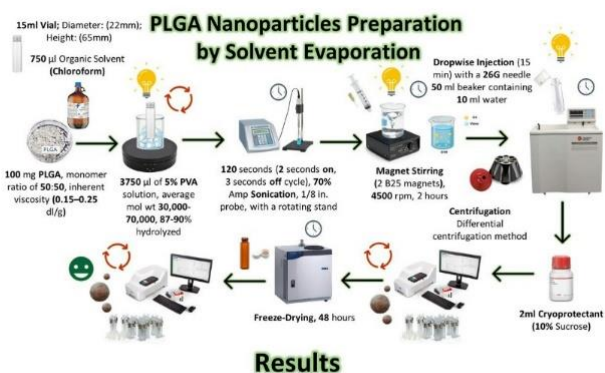 PLGA Nanoparticles Preparation
by Solvent Evaporation
15ml Vial; Diameter: (22mm);
Height: (65mm)
750 µl Organic Solvent
(Chloroform)
PLGA
100 mg PLGA, monomer
ratio of 50:50, inherent
viscosity (0.15–0.25
dl/g)
3750 µl of 5% PVA
solution, average
mol wt 30,000-
70,000, 87-90%
hydrolyzed
120 seconds (2 seconds on,
3 seconds off cycle), 70%
Amp Sonication, 1/8 in.
probe, with a rotating stand
Dropwise Injection (15
min) with a 26G needle
50 ml beaker containing
10 ml water
Magnet Stirring
(2 B25 magnets),
4500 rpm, 2 hours
Centrifugation
Differential
centrifugation method
2ml Cryoprotectant
(10% Sucrose)
Freeze-Drying, 48 hours
Results